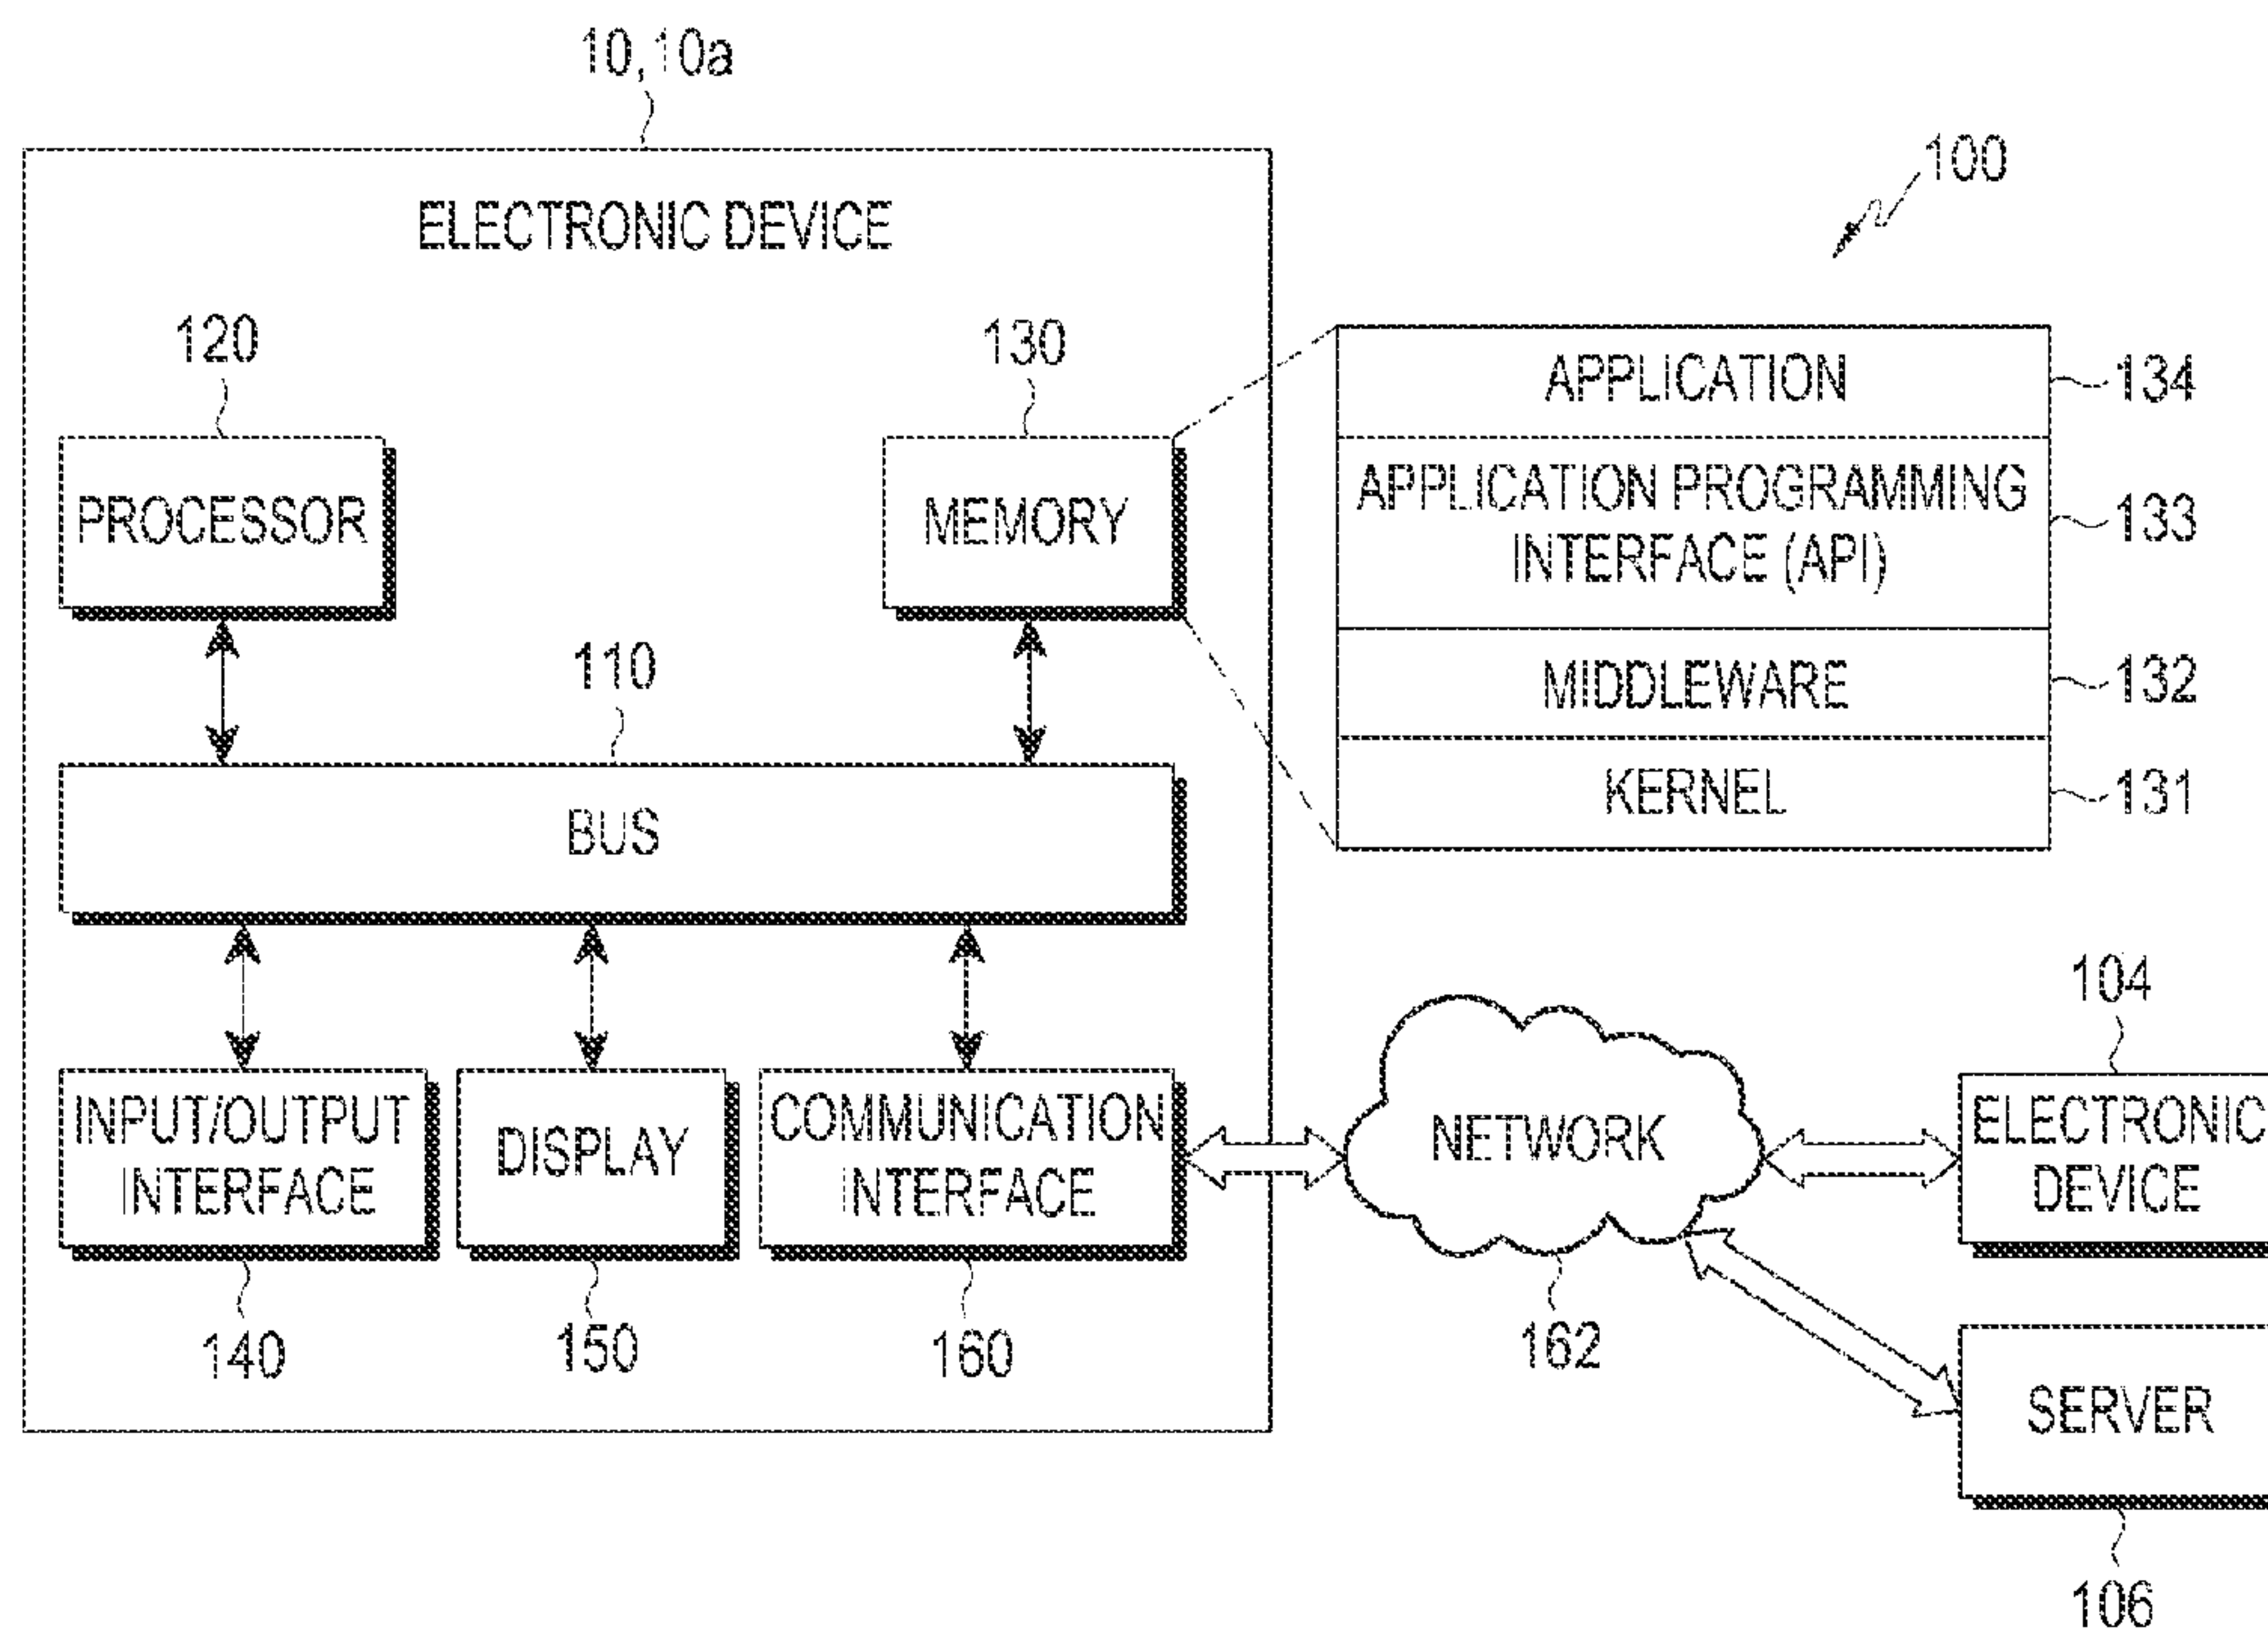 10,10a
100
ELECTRONIC DEVICE
120
130
PROCESSOR
MEMORY
APPLICATION
134
APPLICATION PROGRAMMING
INTERFACE (API)
133
MIDDLEWARE
132
KERNEL
131
110
BUS
INPUT/OUTPUT
INTERFACE
DISPLAY
COMMUNICATION
INTERFACE
140
150
160
NETWORK
162
104
ELECTRONIC
DEVICE
SERVER
106